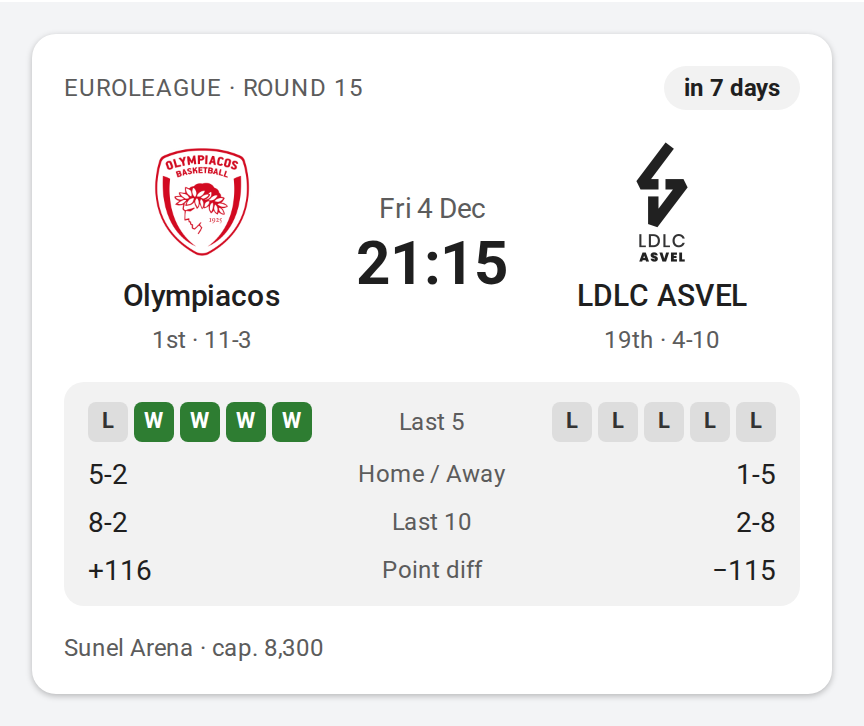 EUROLEAGUE · ROUND 15
in 7 days
OLYMPIACOS
BASKETBALL
1925
LDLC
ASVEL
Fri 4 Dec
21:15
Olympiacos
LDLC ASVEL
1st · 11-3
19th · 4-10
L W W W W Last 5 L L L L L
5-2 Home / Away 1-5
8-2 Last 10 2-8
+116 Point diff −115
Sunel Arena · cap. 8,300